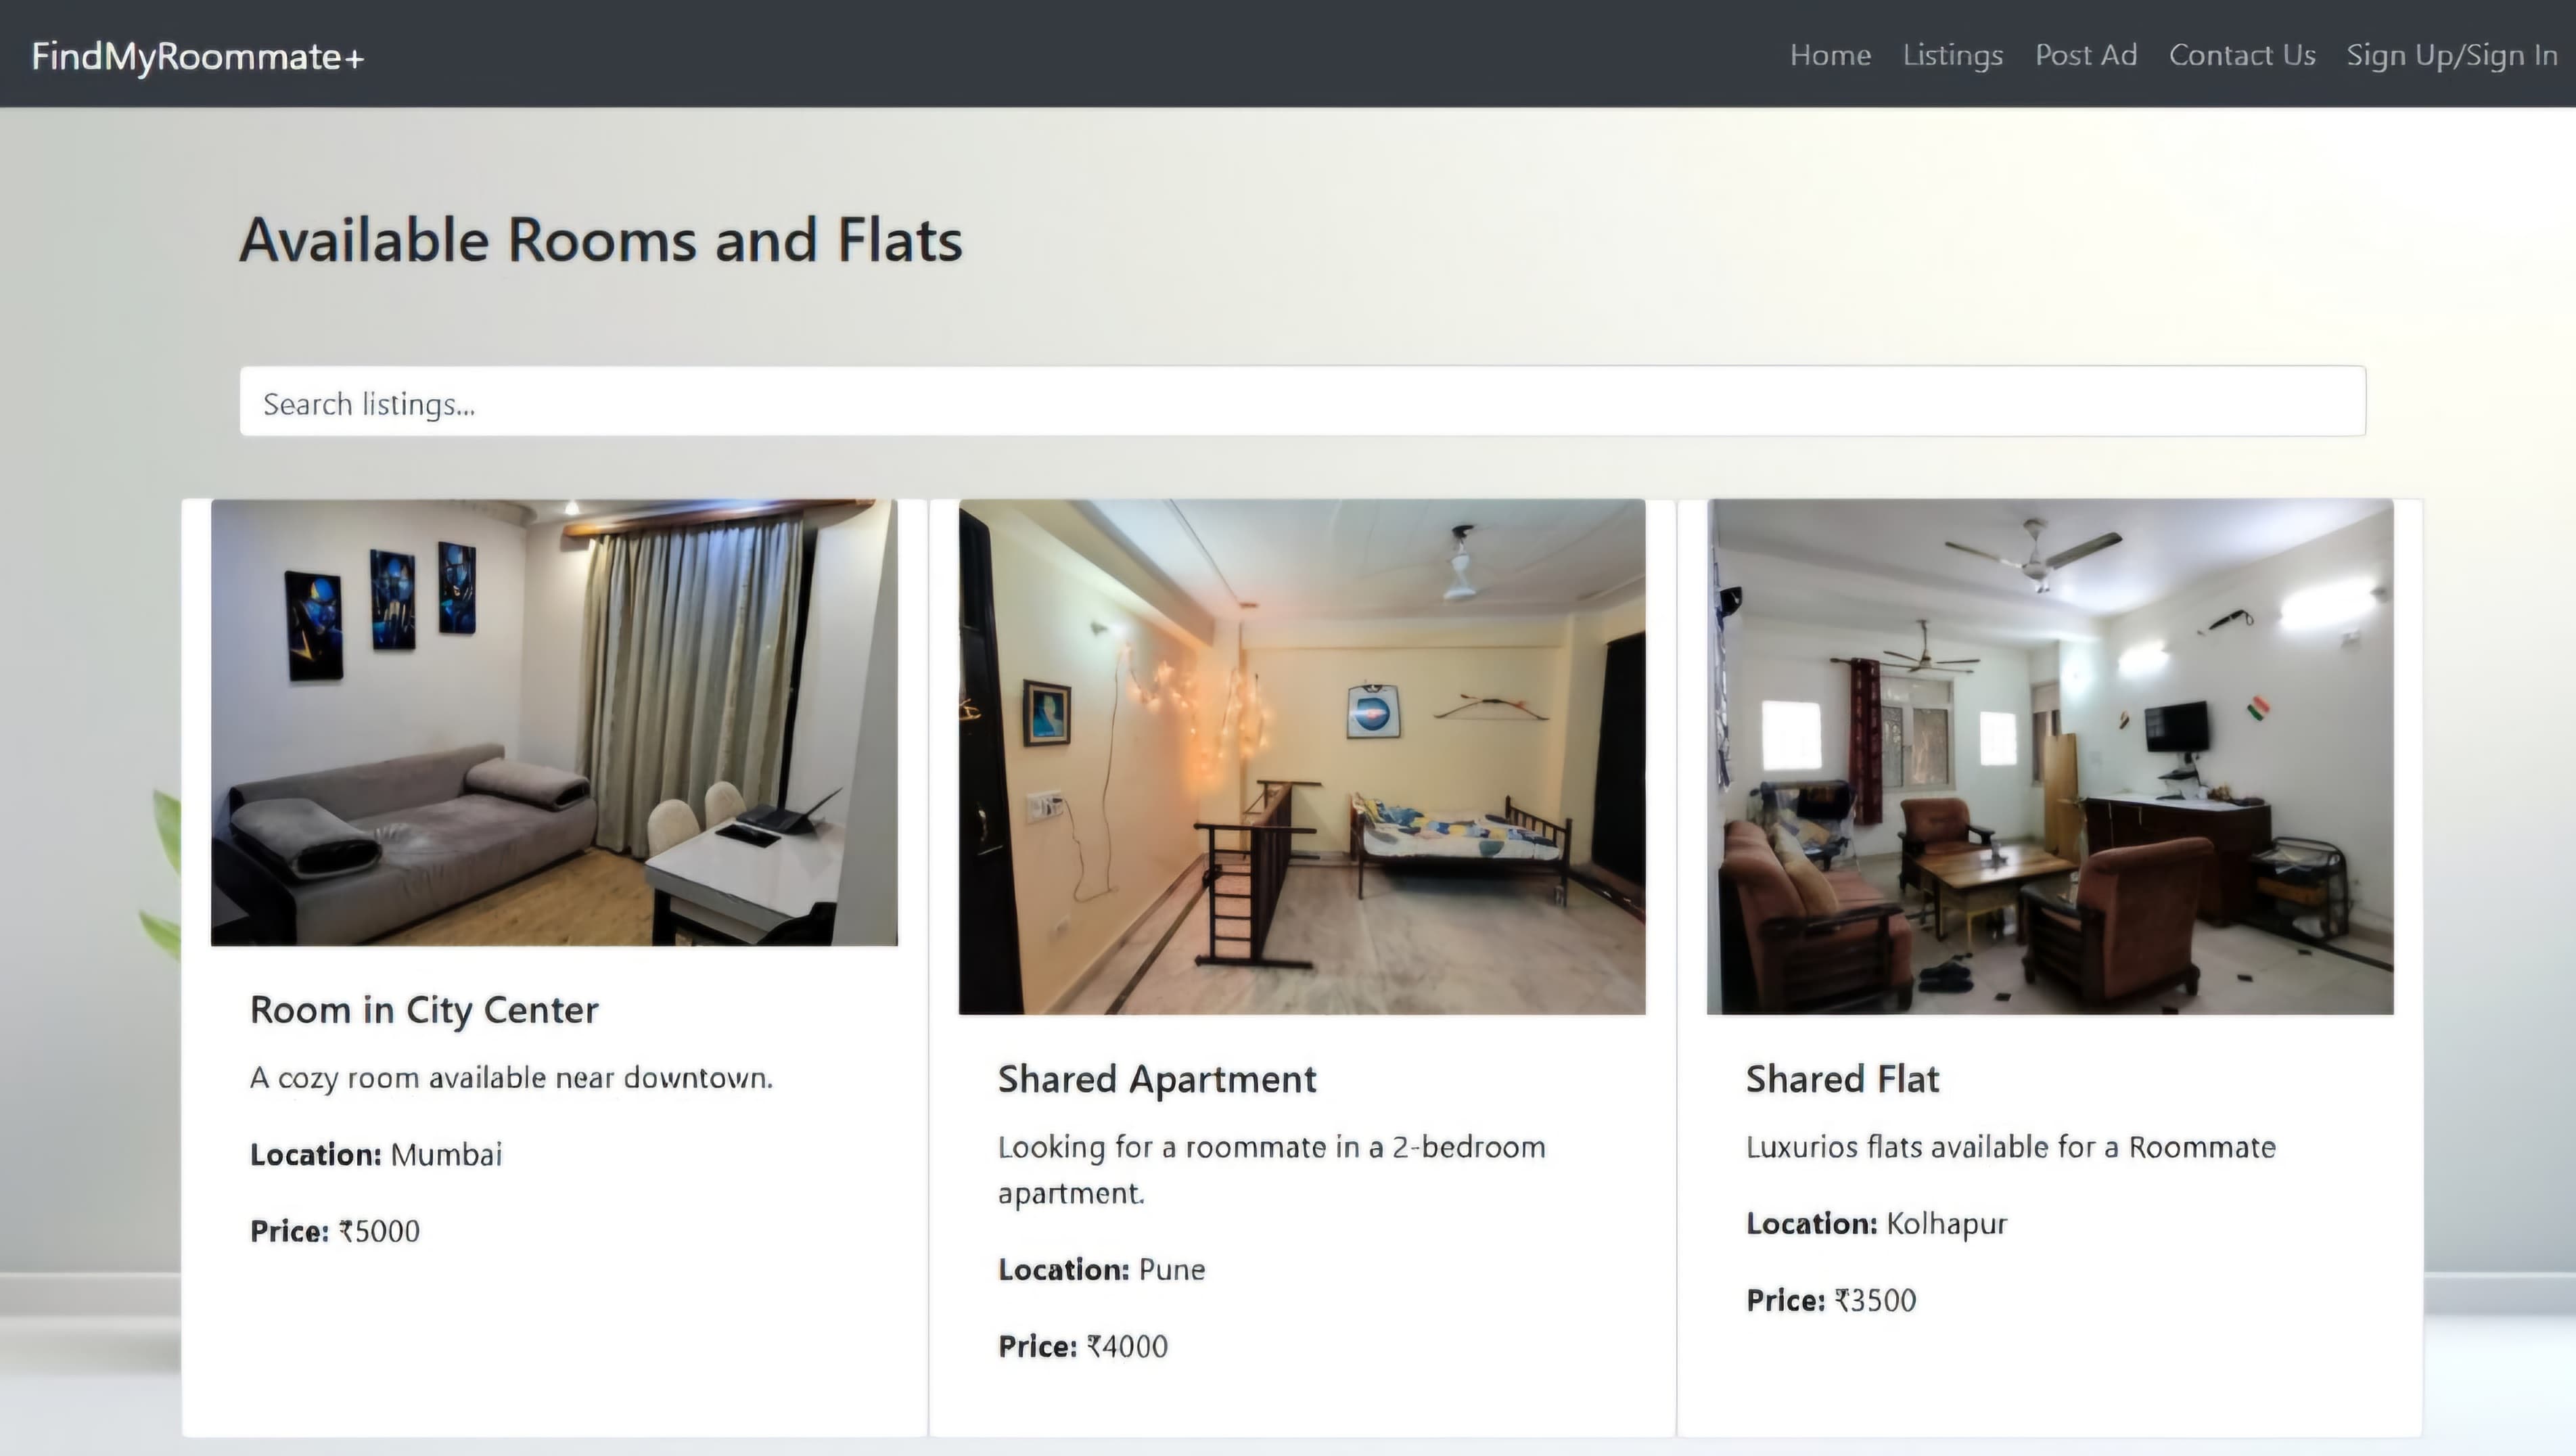 FindMyRoommate+
Home Listings Post Ad Contact Us Sign Up/Sign In
Available Rooms and Flats
Search listings...
Room in City Center
A cozy room available near downtown.
Location: Mumbai
Price: ₹5000
Shared Apartment
Looking for a roommate in a 2-bedroom
apartment.
Location: Pune
Price: ₹4000
Shared Flat
Luxurios flats available for a Roommate
Location: Kolhapur
Price: ₹3500